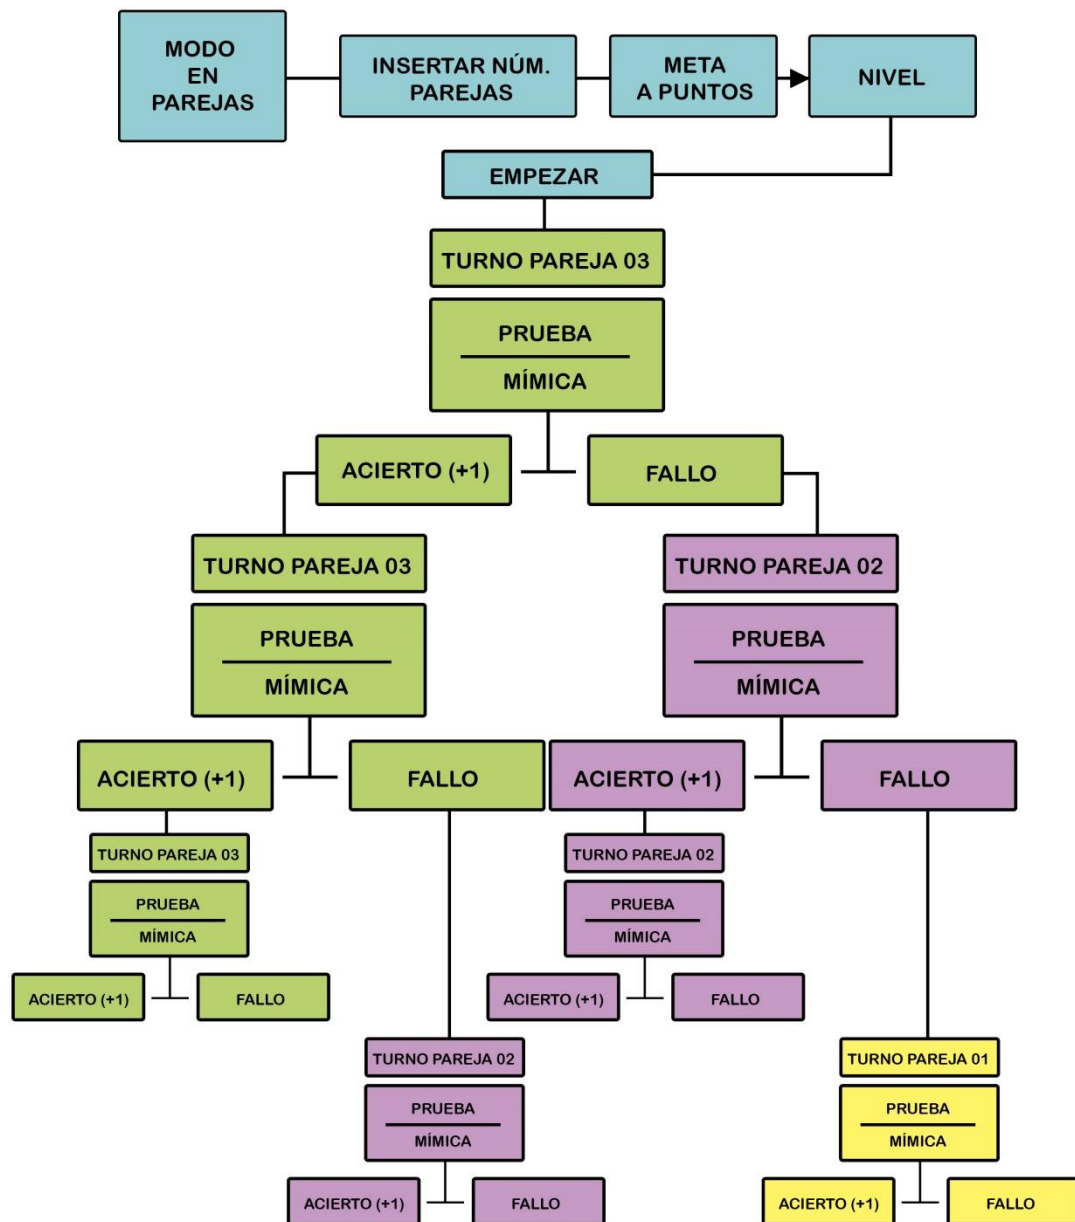 MODO
EN
PAREJAS
INSERTAR NÚM.
PAREJAS
META
A PUNTOS
NIVEL
EMPEZAR
TURNO PAREJA 03
PRUEBA
MÍMICA
ACIERTO (+1)
FALLO
TURNO PAREJA 03
TURNO PAREJA 02
PRUEBA
MÍMICA
PRUEBA
MÍMICA
ACIERTO (+1)
FALLO
ACIERTO (+1)
FALLO
TURNO PAREJA 03
TURNO PAREJA 02
PRUEBA
MÍMICA
PRUEBA
MÍMICA
ACIERTO (+1)
FALLO
ACIERTO (+1)
FALLO
TURNO PAREJA 02
TURNO PAREJA 01
PRUEBA
MÍMICA
PRUEBA
MÍMICA
ACIERTO (+1)
FALLO
ACIERTO (+1)
FALLO